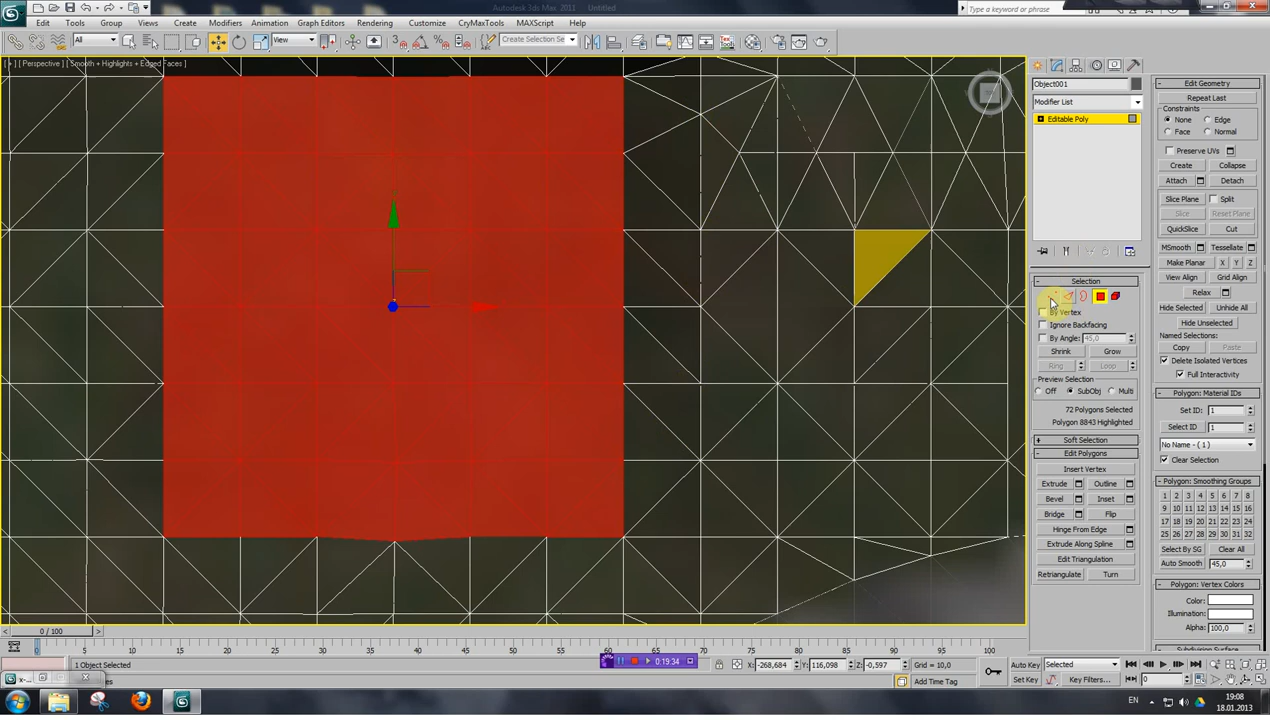 Autodesk 3ds Max 2011 Untitled
Type a keyword or phrase
Edit Tools Group Views Create Modifiers Animation Graph Editors Rendering Customize CryMaxTools MAXScript Help
All View Create Selection Se
[ + ] [ Perspective ] [ Smooth + Highlights + Edged Faces ]
Object001
Modifier List
Editable Poly
Selection
By Vertex
Ignore Backfacing
By Angle: 45,0
Shrink Grow
Ring Loop
Preview Selection
Off SubObj Multi
72 Polygons Selected
Polygon 8843 Highlighted
Soft Selection
Edit Polygons
Insert Vertex
Extrude Outline
Bevel Inset
Bridge Flip
Hinge From Edge
Extrude Along Spline
Edit Triangulation
Retriangulate Turn
Edit Geometry
Repeat Last
Constraints
None Edge
Face Normal
Preserve UVs
Create Collapse
Attach Detach
Slice Plane Split
Slice Reset Plane
QuickSlice Cut
MSmooth Tessellate
Make Planar X Y Z
View Align Grid Align
Relax
Hide Selected Unhide All
Hide Unselected
Named Selections:
Copy Paste
Delete Isolated Vertices
Full Interactivity
Polygon: Material IDs
Set ID: 1
Select ID 1
No Name - ( 1 )
Clear Selection
Polygon: Smoothing Groups
1 2 3 4 5 6 7 8
9 10 11 12 13 14 15 16
17 18 19 20 21 22 23 24
25 26 27 28 29 30 31 32
Select By SG Clear All
Auto Smooth 45,0
Polygon: Vertex Colors
Color:
Illumination:
Alpha: 100,0
0 / 100
0 5 10 15 20 25 30 35 40 45 50 55 60 65 70 75 80 85 90 95 100
1 Object Selected
0:19:34
X: -268,684 Y: 116,098 Z: -0,597 Grid = 10,0
Add Time Tag
Auto Key Selected
Set Key Key Filters... 0
EN
19:08
18.01.2013